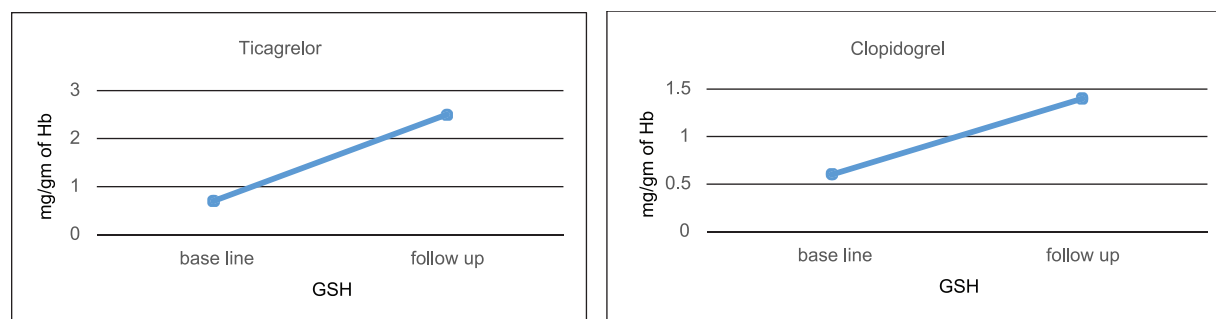 Ticagrelor
mg/gm of Hb
3
2
1
0
base line follow up
GSH
Clopidogrel
mg/gm of Hb
1.5
1
0.5
0
base line follow up
GSH